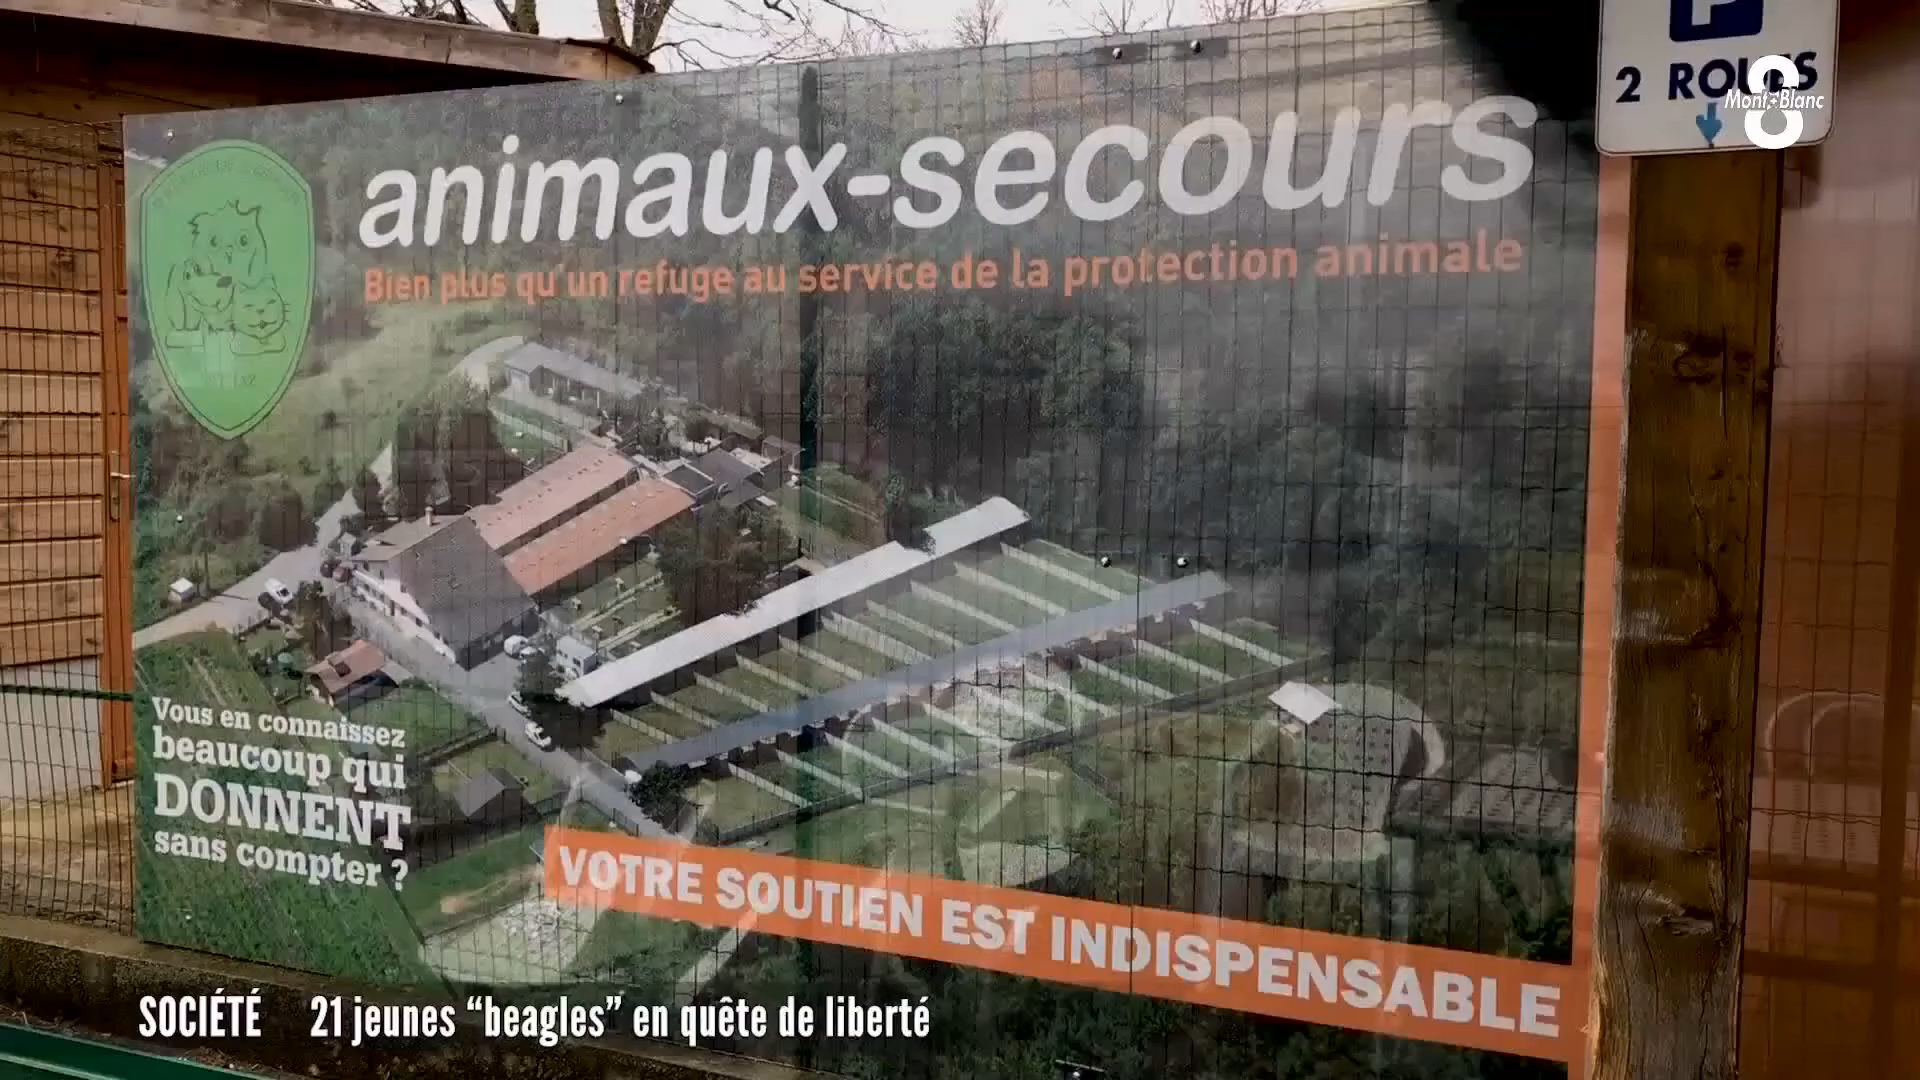 P
2 ROUES
8
Mont-Blanc
animaux-secours
Bien plus qu'un refuge au service de la protection animale
Vous en connaissez
beaucoup qui
DONNENT
sans compter ?
VOTRE SOUTIEN EST INDISPENSABLE
SOCIÉTÉ 21 jeunes “beagles” en quête de liberté